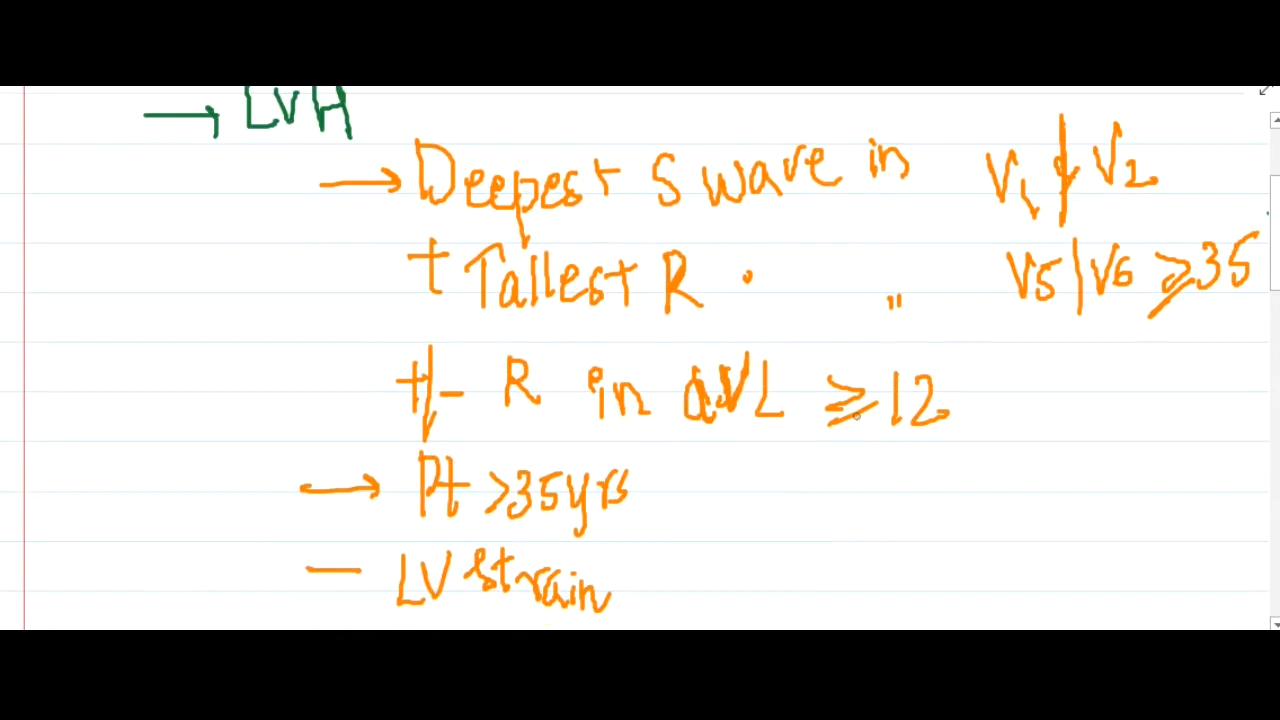 → LVH
→ Deepest S wave in V1 / V2
+ Tallest R " V5 / V6 ≥ 35
+/- R in aVL ≥ 12
→ Pt > 35 yrs
- LV strain